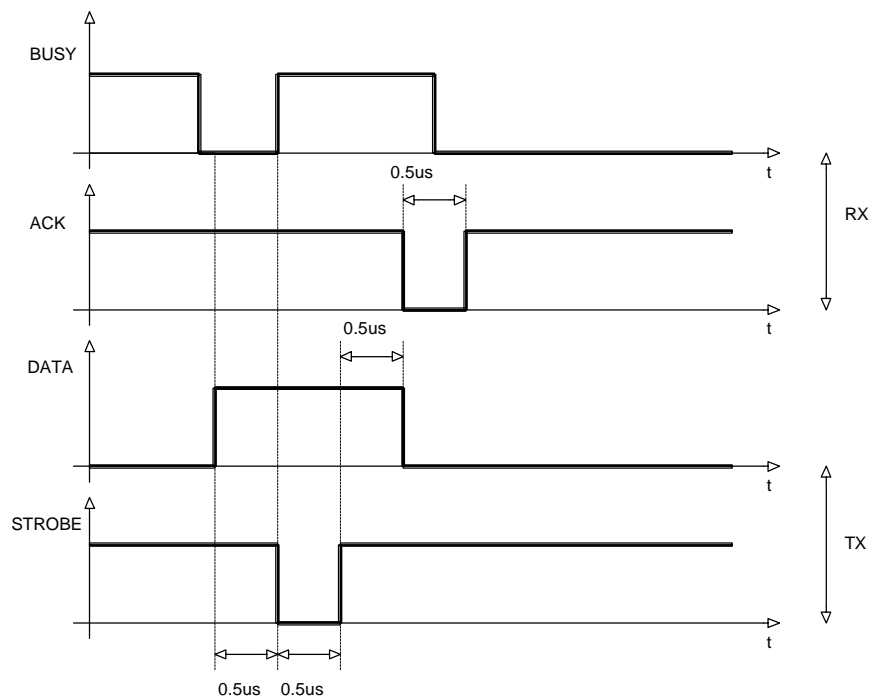 BUSY
t
0.5us
ACK
RX
t
0.5us
DATA
t
STROBE
TX
t
0.5us 0.5us